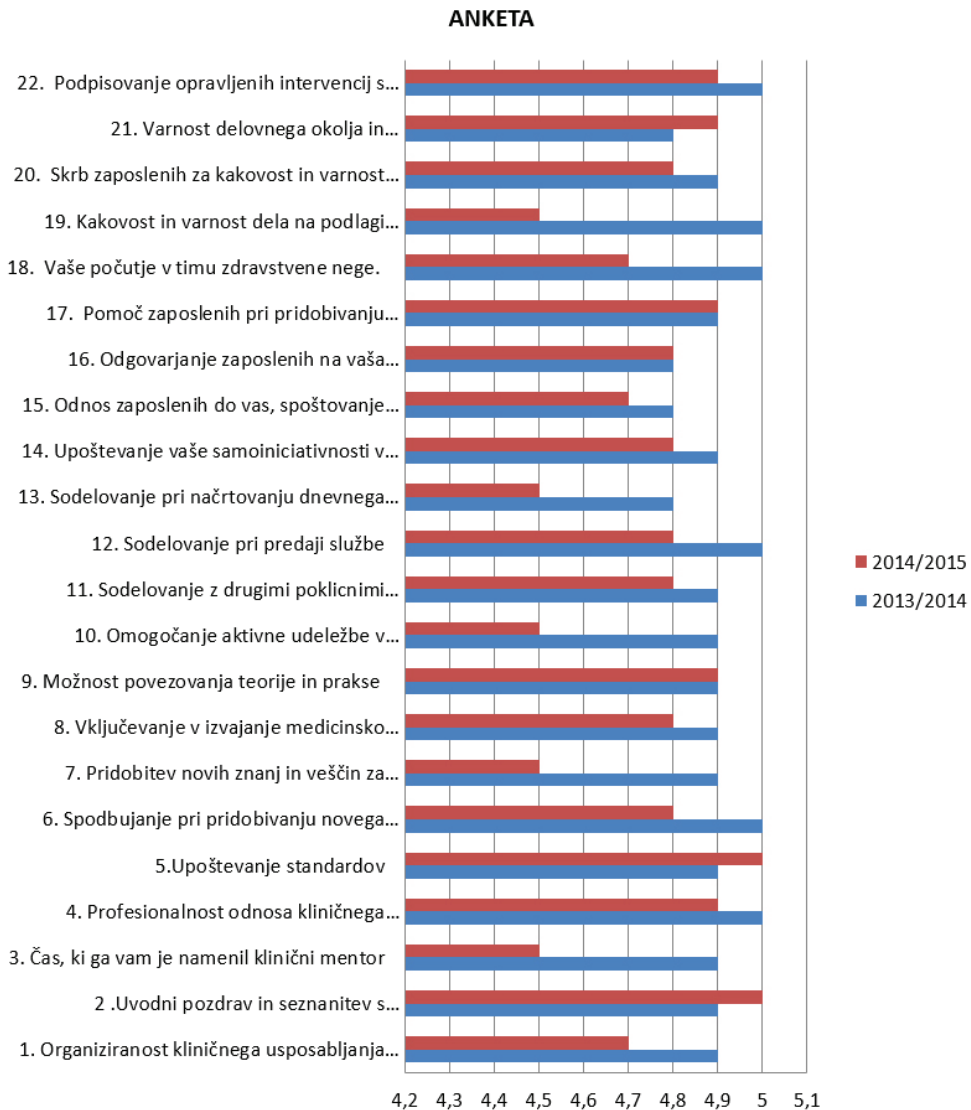 ANKETA
22. Podpisovanje opravljenih intervencij s...
21. Varnost delovnega okolja in...
20. Skrb zaposlenih za kakovost in varnost...
19. Kakovost in varnost dela na podlagi...
18. Vaše počutje v timu zdravstvene nege.
17. Pomoč zaposlenih pri pridobivanju...
16. Odgovarjanje zaposlenih na vaša...
15. Odnos zaposlenih do vas, spoštovanje...
14. Upoštevanje vaše samoiniciativnosti v...
13. Sodelovanje pri načrtovanju dnevnega...
12. Sodelovanje pri predaji službe
11. Sodelovanje z drugimi poklicnimi...
10. Omogočanje aktivne udeležbe v...
9. Možnost povezovanja teorije in prakse
8. Vključevanje v izvajanje medicinsko...
7. Pridobitev novih znanj in veščin za...
6. Spodbujanje pri pridobivanju novega...
5.Upoštevanje standardov
4. Profesionalnost odnosa kliničnega...
3. Čas, ki ga vam je namenil klinični mentor
2 .Uvodni pozdrav in seznanitev s...
1. Organiziranost kliničnega usposabljanja...
4,2 4,3 4,4 4,5 4,6 4,7 4,8 4,9 5 5,1
2014/2015
2013/2014